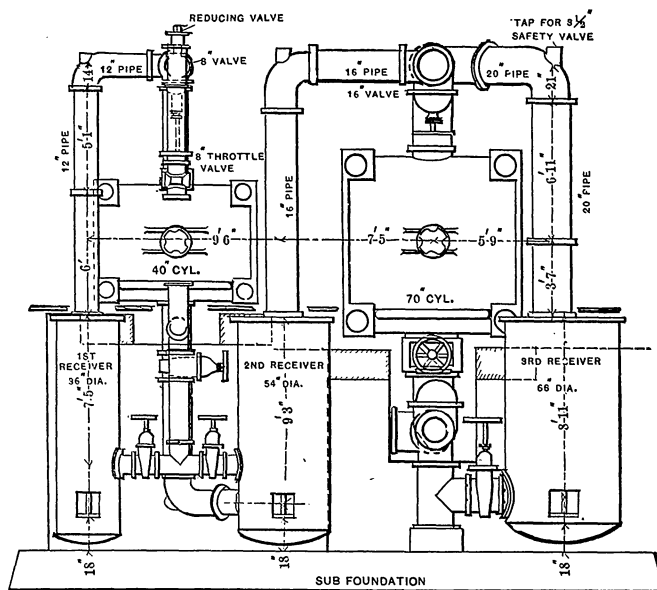 REDUCING VALVE
"TAP FOR 3½"
SAFETY VALVE
14"
12" PIPE
8" VALVE
16" PIPE
16" VALVE
20" PIPE
21"
12" PIPE
5'-1"
8" THROTTLE
VALVE
16" PIPE
6'-11"
20" PIPE
9'6"
7'-5"
5'-9"
6'
40" CYL.
3'-7"
70" CYL.
1ST
RECEIVER
36" DIA.
7'-5"
2ND RECEIVER
54" DIA.
9'3"
3RD RECEIVER
66" DIA.
8'-11"
18"
18"
18"
SUB FOUNDATION